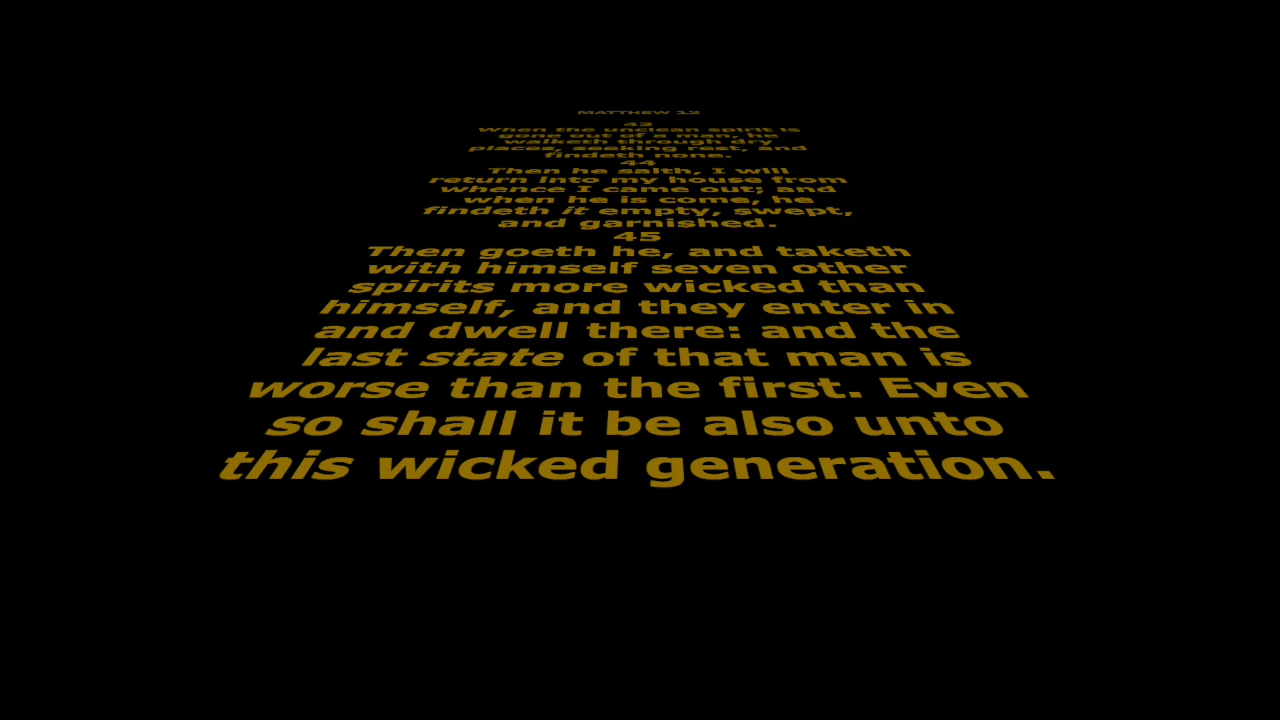 MATTHEW 12
43
When the unclean spirit is
gone out of a man, he
walketh through dry
places, seeking rest, and
findeth none.
44
Then he saith, I will
return into my house from
whence I came out; and
when he is come, he
findeth it empty, swept,
and garnished.
45
Then goeth he, and taketh
with himself seven other
spirits more wicked than
himself, and they enter in
and dwell there: and the
last state of that man is
worse than the first. Even
so shall it be also unto
this wicked generation.